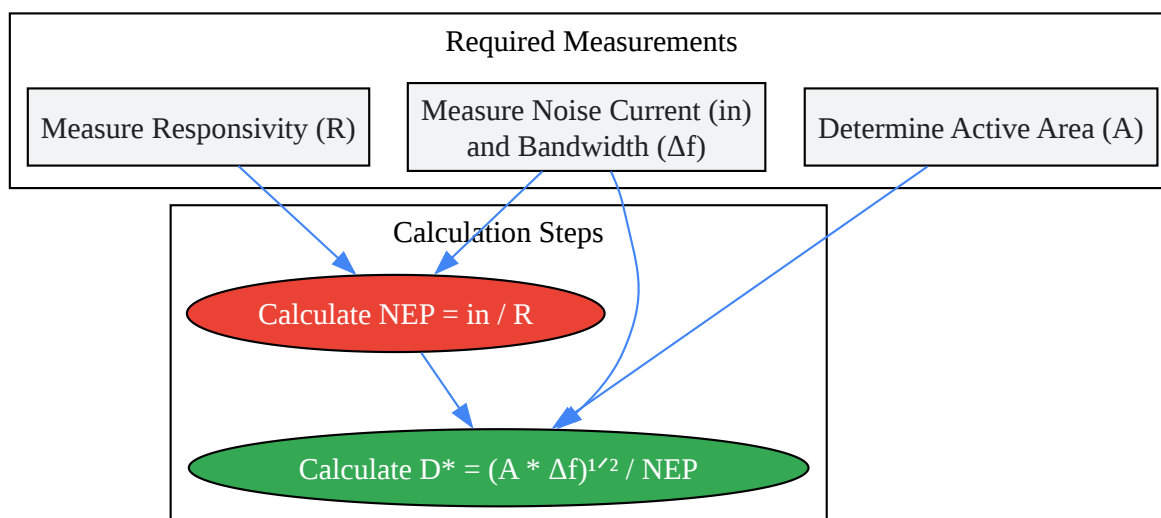 Required Measurements
Measure Responsivity (R)
Measure Noise Current (in)
and Bandwidth (Δf)
Determine Active Area (A)
Calculation Steps
Calculate NEP = in / R
Calculate D* = (A * Δf)¹ᐟ² / NEP